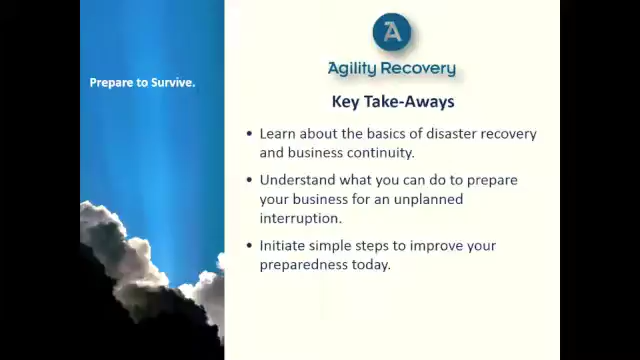 Prepare to Survive.
A
Agility Recovery
Key Take-Aways
• Learn about the basics of disaster recovery
and business continuity.
• Understand what you can do to prepare
your business for an unplanned
interruption.
• Initiate simple steps to improve your
preparedness today.